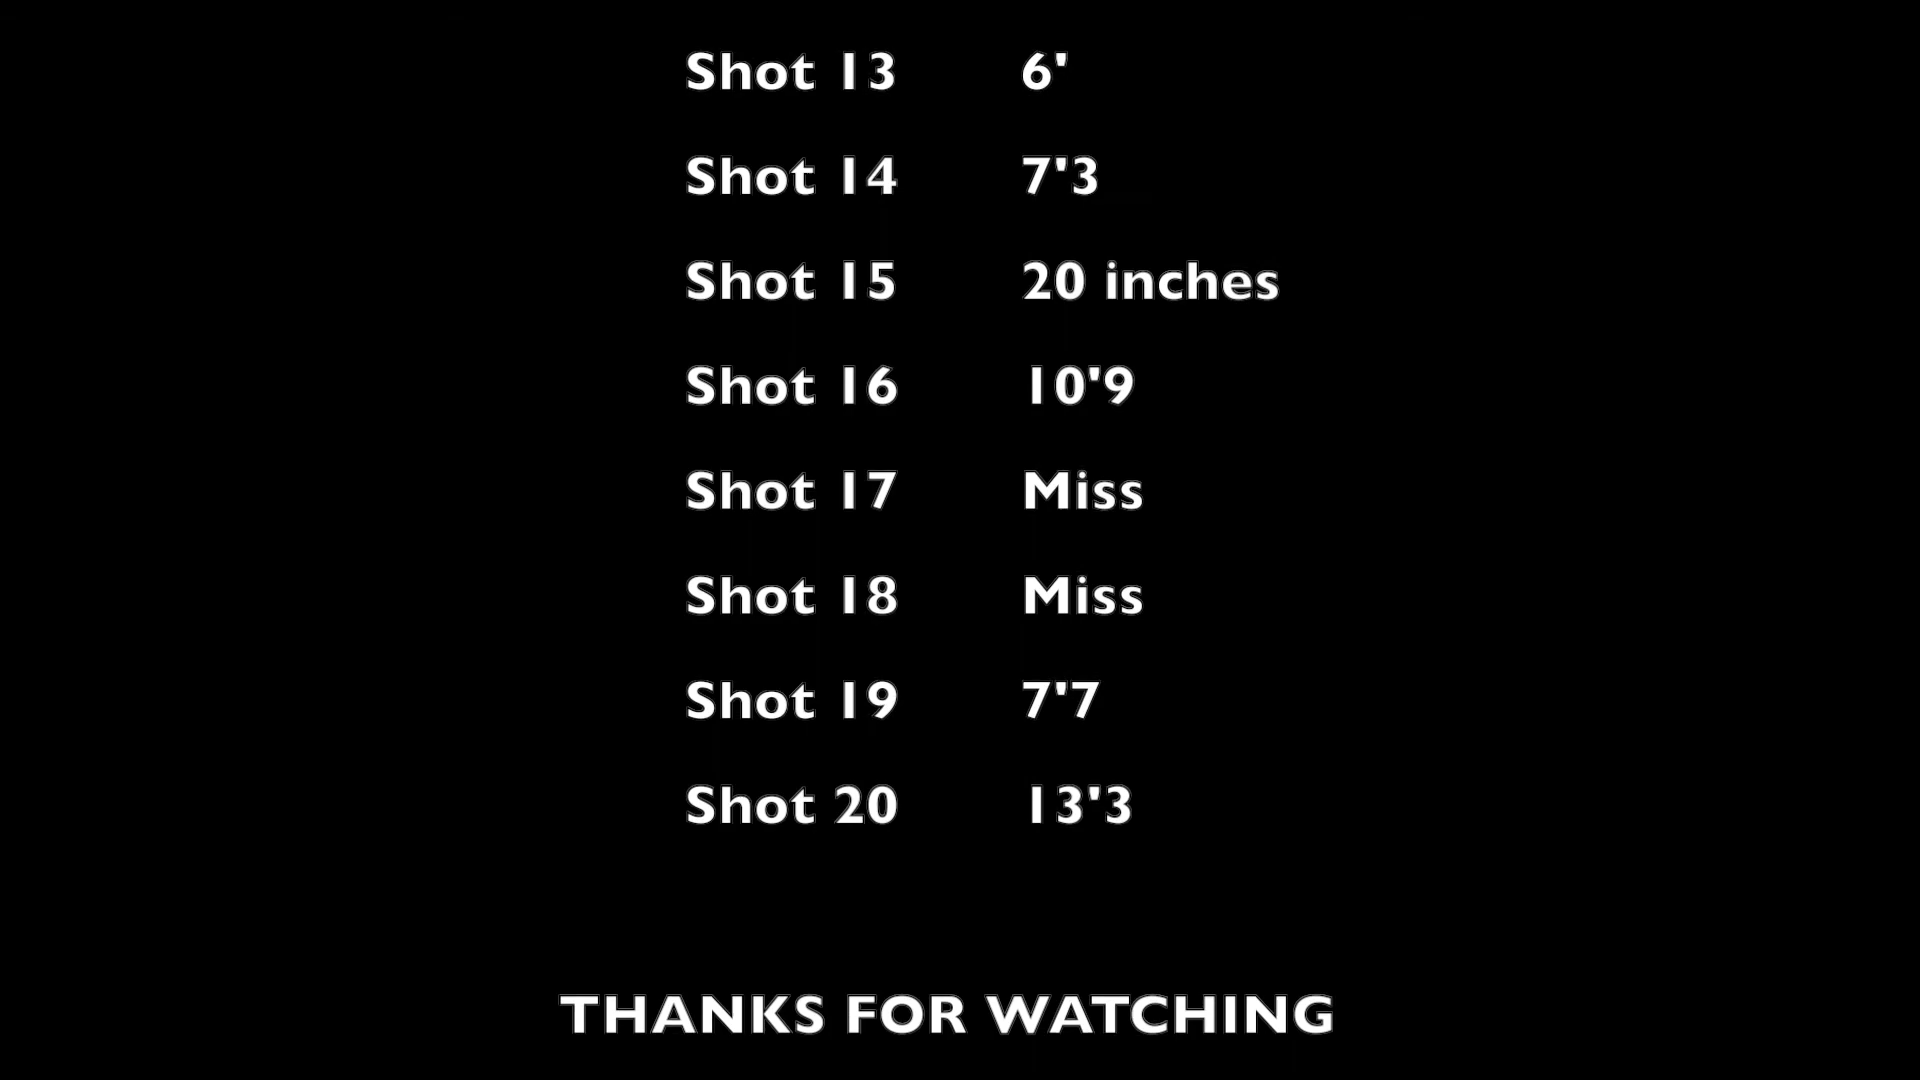 Shot 13 6'
Shot 14 7'3
Shot 15 20 inches
Shot 16 10'9
Shot 17 Miss
Shot 18 Miss
Shot 19 7'7
Shot 20 13'3
THANKS FOR WATCHING